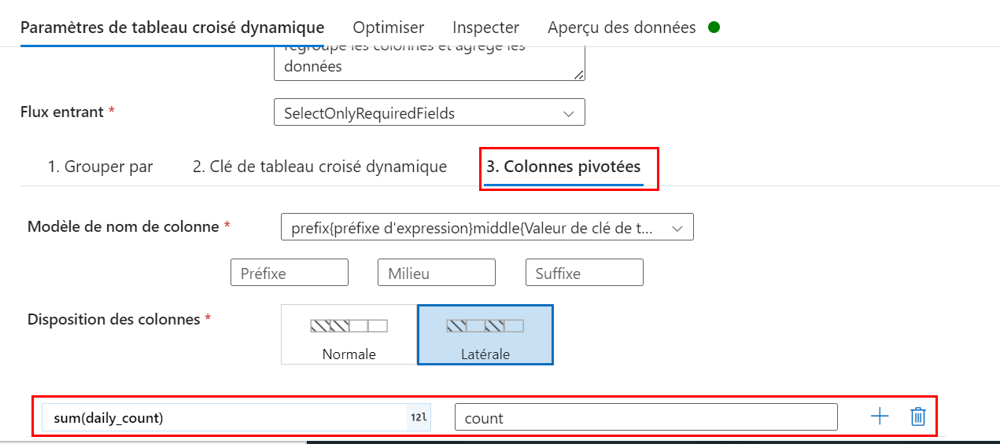 Paramètres de tableau croisé dynamique Optimiser Inspecter Aperçu des données
regroupe les colonnes et agrège les
données
Flux entrant * SelectOnlyRequiredFields
1. Grouper par 2. Clé de tableau croisé dynamique 3. Colonnes pivotées
Modèle de nom de colonne * prefix{préfixe d'expression}middle{Valeur de clé de t...
Préfixe Milieu Suffixe
Disposition des colonnes *
Normale Latérale
sum(daily_count) 12l count